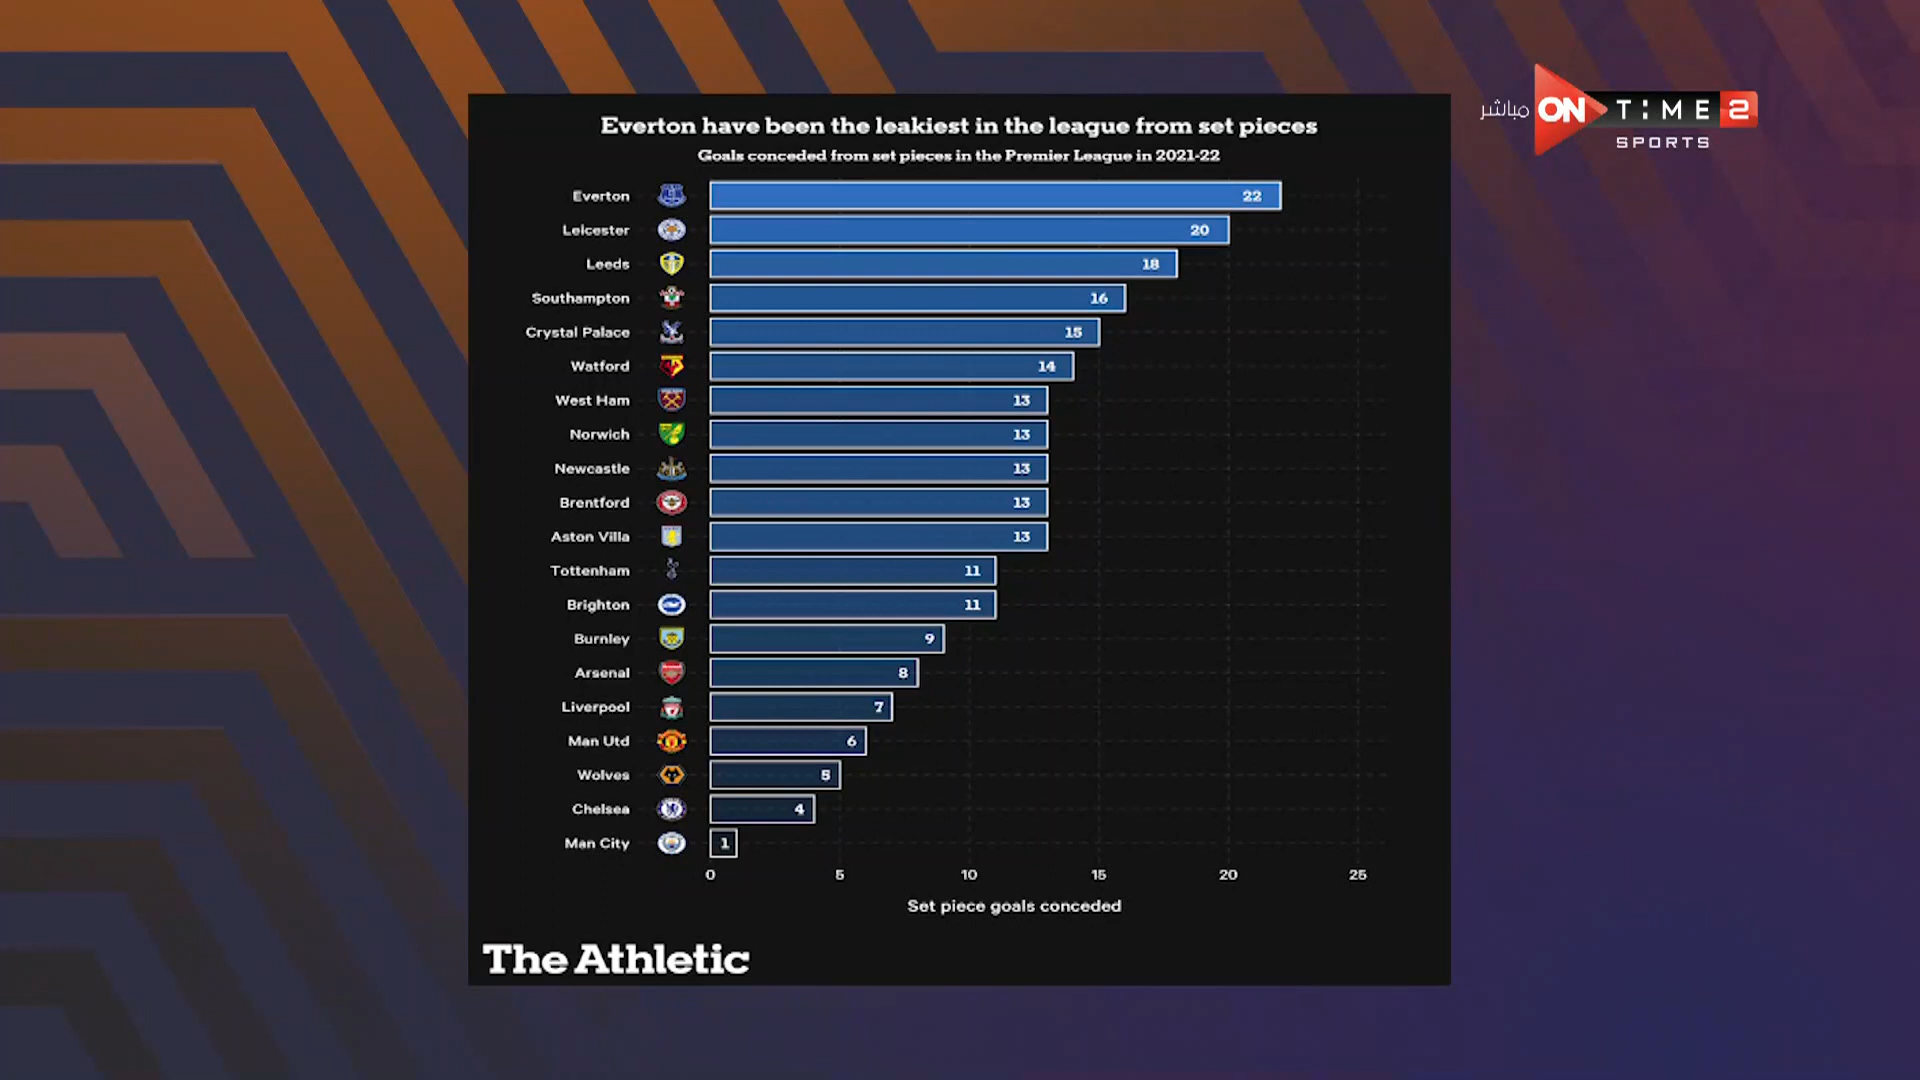 Everton have been the leakiest in the league from set pieces
Goals conceded from set pieces in the Premier League in 2021-22
Everton 22
Leicester 20
Leeds 18
Southampton 16
Crystal Palace 15
Watford 14
West Ham 13
Norwich 13
Newcastle 13
Brentford 13
Aston Villa 13
Tottenham 11
Brighton 11
Burnley 9
Arsenal 8
Liverpool 7
Man Utd 6
Wolves 5
Chelsea 4
Man City 1
0 5 10 15 20 25
Set piece goals conceded
The Athletic
مباشر ON TIME 2
SPORTS